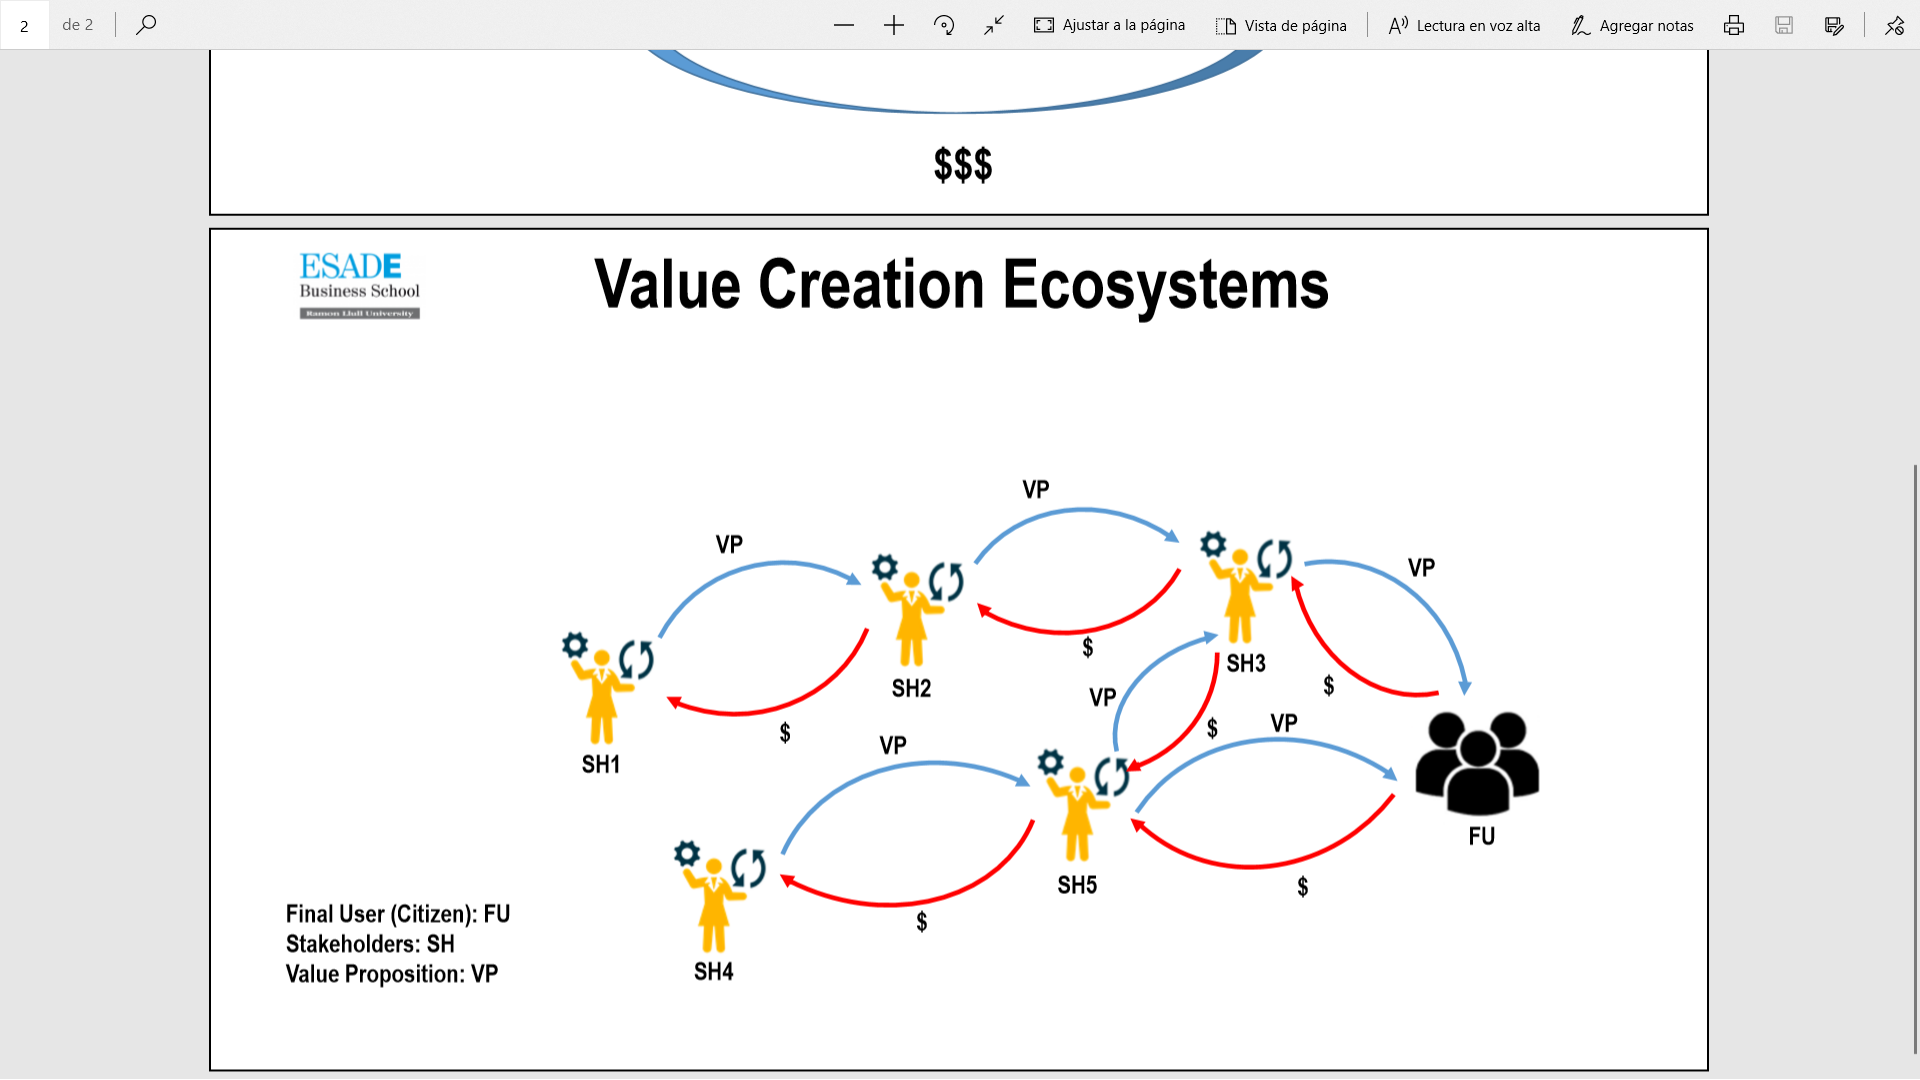 2 de 2 Ajustar a la página Vista de página Lectura en voz alta Agregar notas
$$$
ESADE
Business School
Ramon Llull University
Value Creation Ecosystems
VP
VP
VP
$
SH3
VP
$
SH2
$
VP
$
VP
$
SH1
FU
SH5
$
$
Final User (Citizen): FU
Stakeholders: SH
SH4
Value Proposition: VP